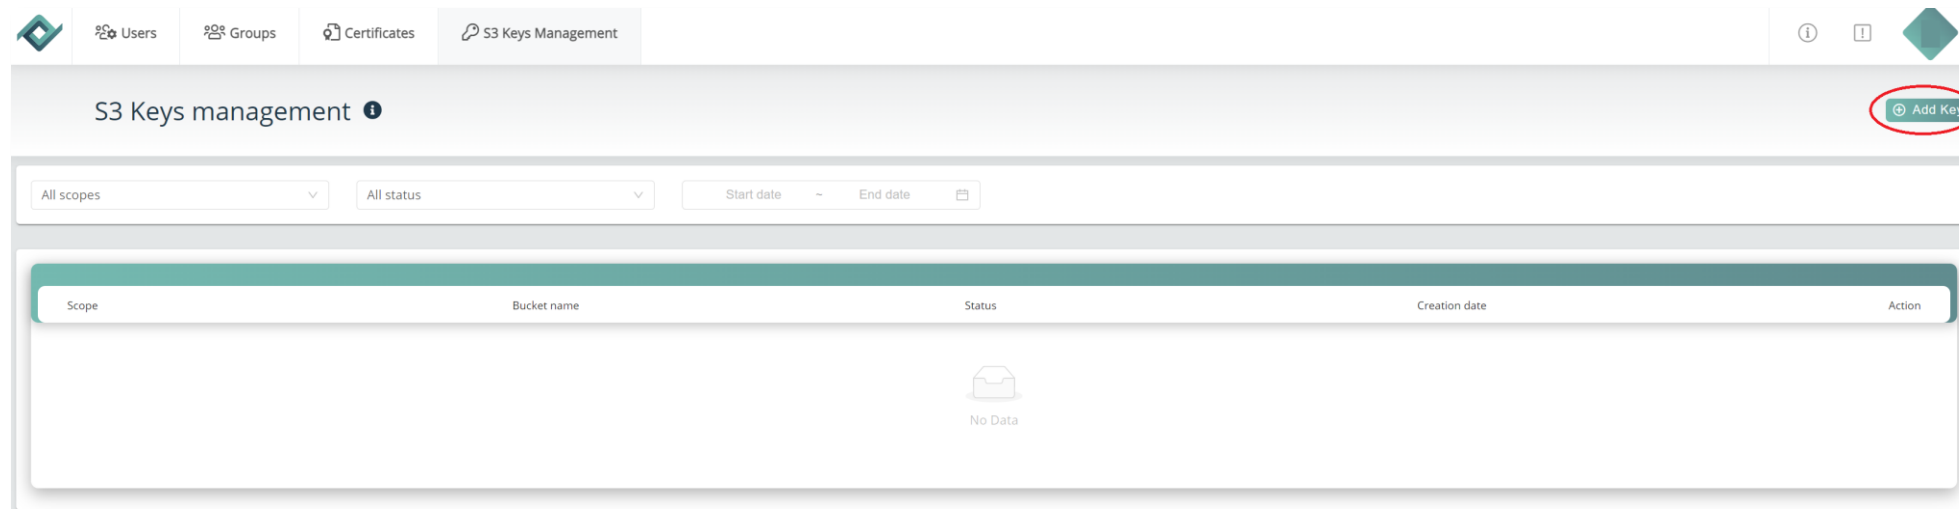 Users Groups Certificates S3 Keys Management
S3 Keys management
Add Key
All scopes All status Start date ~ End date
Scope Bucket name Status Creation date Action
No Data